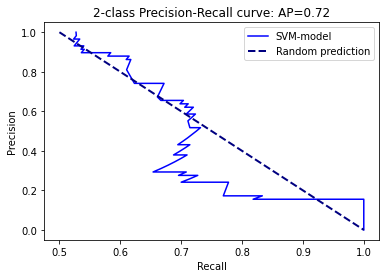 2-class Precision-Recall curve: AP=0.72
SVM-model
Random prediction
Precision
1.0
0.8
0.6
0.4
0.2
0.0
0.5
0.6
0.7
0.8
0.9
1.0
Recall